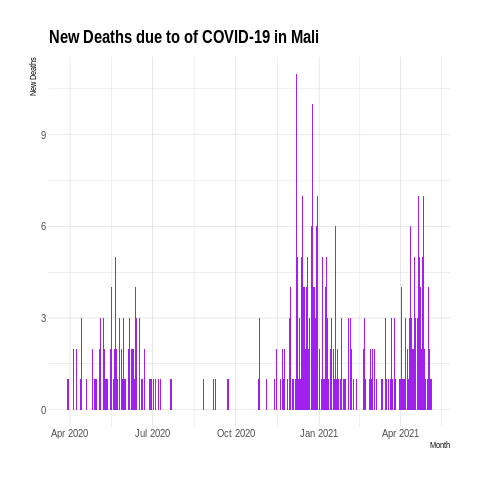 New Deaths due to of COVID-19 in Mali
New Deaths
9
6
3
0
Apr 2020 Jul 2020 Oct 2020 Jan 2021 Apr 2021
Month